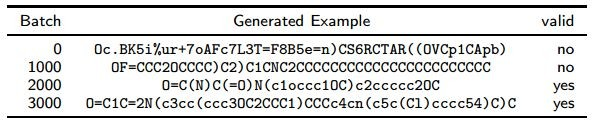 Batch Generated Example valid
0 Oc.BK5i%ur+7oAFc7L3T=F8B5e=n)CS6RCTAR((OVCp1CApb) no
1000 OF=CCC2OCCCC)C2)C1CNC2CCCCCCCCCCCCCCCCCCCCCCC no
2000 O=C(N)C(=O)N(c1occc1OC)c2ccccc2OC yes
3000 O=C1C=2N(c3cc(ccc3OC2CCC1)CCCc4cn(c5c(Cl)cccc54)C)C yes